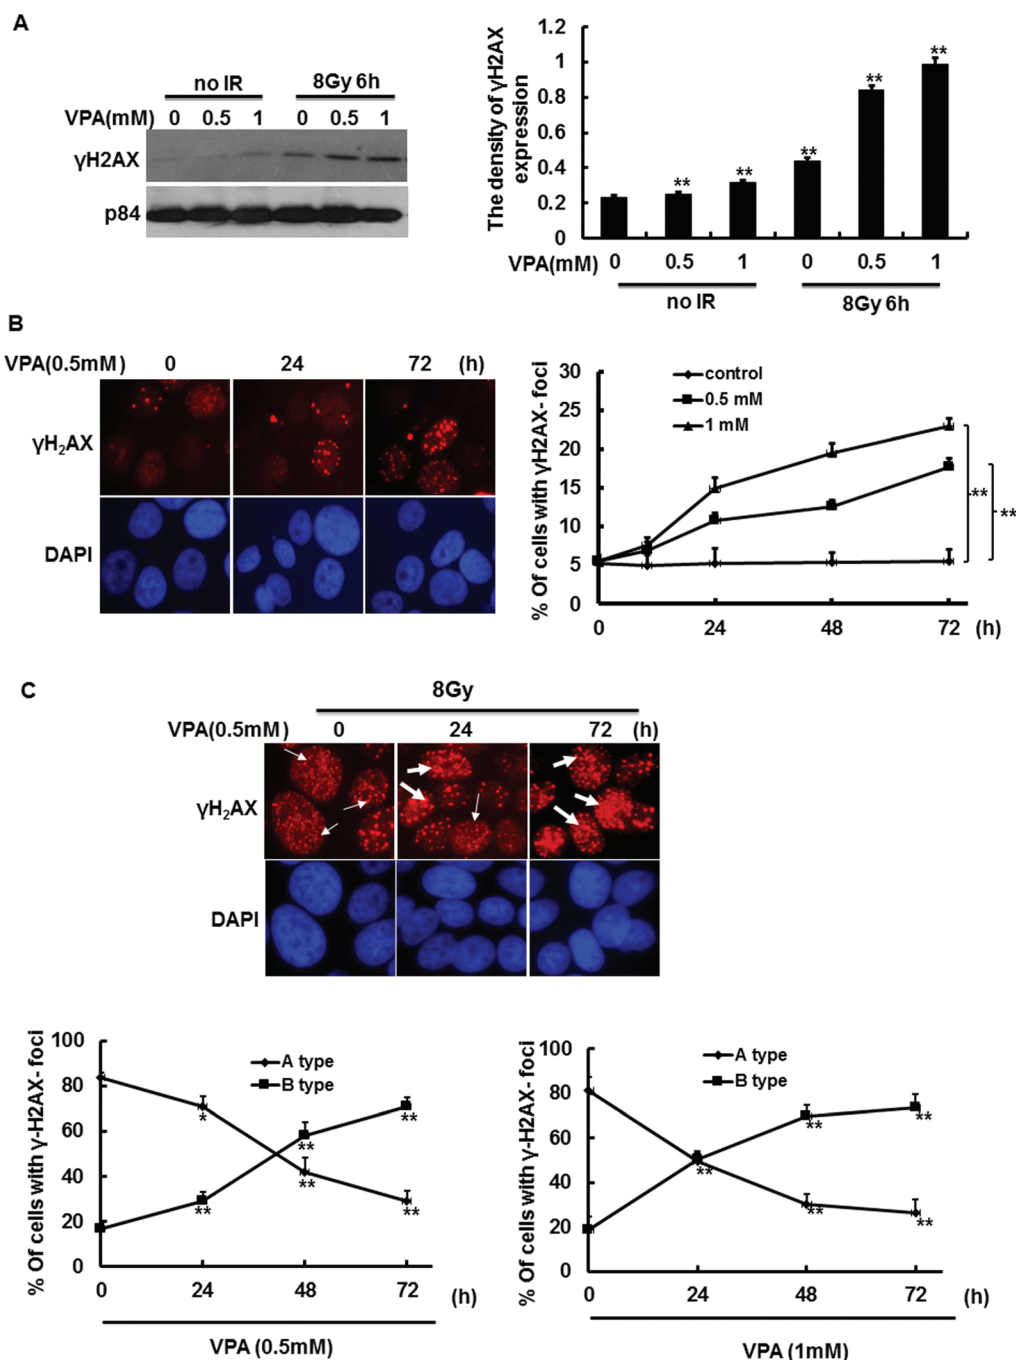 A
no IR 8Gy 6h
VPA(mM) 0 0.5 1 0 0.5 1
γH2AX
p84
The density of γH2AX
expression
1.2
1
0.8
0.6
0.4
0.2
0
** ** ** ** **
VPA(mM) 0 0.5 1 0 0.5 1
no IR 8Gy 6h
B
VPA(0.5mM) 0 24 72 (h)
γH2AX
DAPI
% Of cells with γH2AX- foci
30
25
20
15
10
5
0
control
0.5 mM
1 mM
**
**
0 24 48 72 (h)
C
8Gy
VPA(0.5mM) 0 24 72 (h)
γH2AX
DAPI
% Of cells with γ-H2AX- foci
100
80
60
40
20
0
A type
B type
* ** **
** ** **
0 24 48 72 (h)
VPA (0.5mM)
% Of cells with γ-H2AX- foci
100
80
60
40
20
0
A type
B type
** ** **
** **
0 24 48 72 (h)
VPA (1mM)